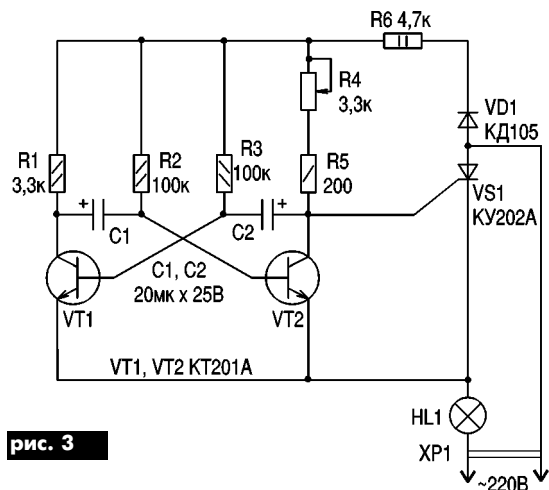 R6 4,7к
R4
3,3к
VD1
КД105
R1
3,3к
R2
100к
R3
100к
R5
200
VS1
КУ202А
+
C1
C2
+
C1, C2
20мк x 25В
VT1
VT2
VT1, VT2 КТ201А
HL1
рис. 3
XP1
~220В